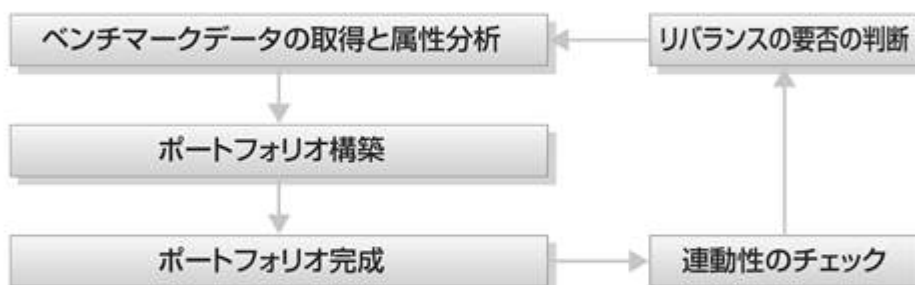 ベンチマークデータの取得と属性分析
リバランスの要否の判断
ポートフォリオ構築
ポートフォリオ完成
連動性のチェック